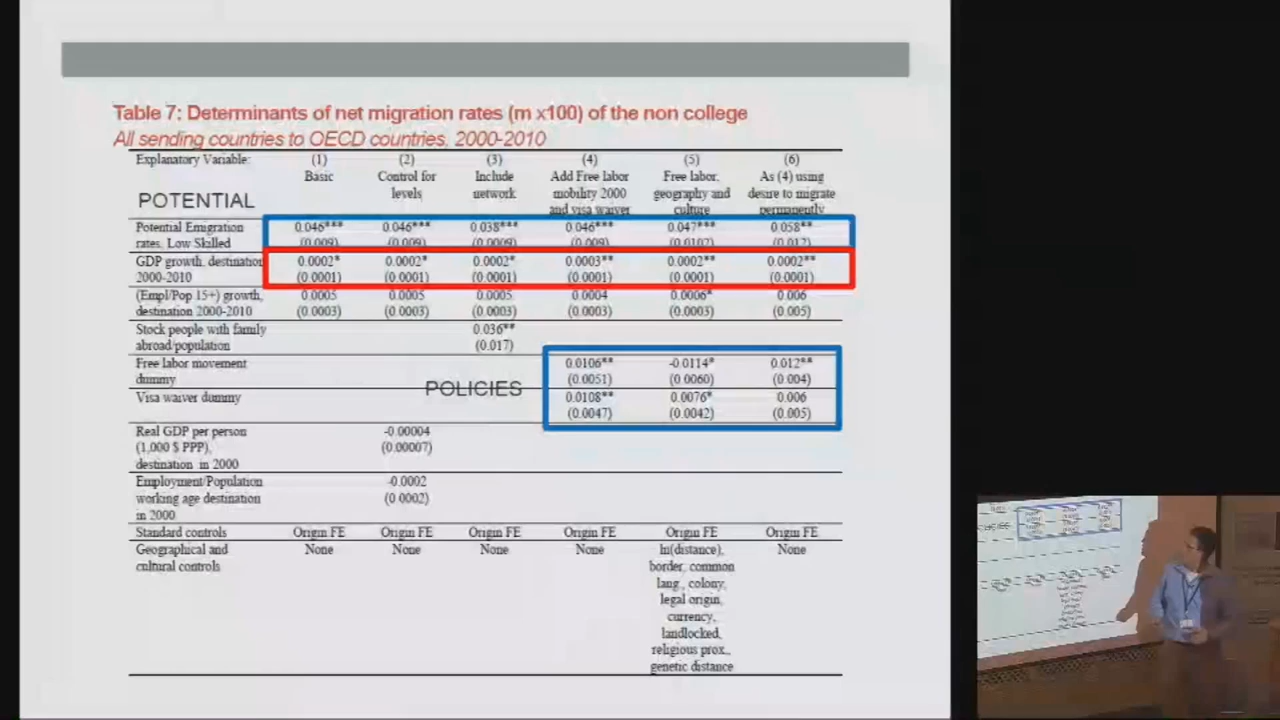 Table 7: Determinants of net migration rates (m x100) of the non college
All sending countries to OECD countries, 2000-2010
Explanatory Variable: (1) (2) (3) (4) (5) (6)
Basic Control for Include Add Free labor Free labor, As (4) using
levels network mobility 2000 geography and desire to migrate
and visa waiver culture permanently
POTENTIAL
Potential Emigration 0.046*** 0.046*** 0.038*** 0.046*** 0.047*** 0.058**
rates, Low Skilled (0.009) (0.009) (0.0009) (0.009) (0.0107) (0.017)
GDP growth, destination 0.0002* 0.0002* 0.0002* 0.0003** 0.0002** 0.0002**
2000-2010 (0.0001) (0.0001) (0.0001) (0.0001) (0.0001) (0.0001)
(Empl/Pop 15+) growth, 0.0005 0.0005 0.0005 0.0004 0.0006* 0.006
destination 2000-2010 (0.0003) (0.0003) (0.0003) (0.0003) (0.0003) (0.005)
Stock people with family 0.036**
abroad/population (0.017)
Free labor movement 0.0106** -0.0114* 0.012**
dummy (0.0051) (0.0060) (0.004)
POLICIES
Visa waiver dummy 0.0108** 0.0076* 0.006
(0.0047) (0.0042) (0.005)
Real GDP per person -0.00004
(1,000 $ PPP), (0.00007)
destination in 2000
Employment/Population -0.0002
working age destination (0.0002)
in 2000
Standard controls Origin FE Origin FE Origin FE Origin FE Origin FE Origin FE
Geographical and None None None None ln(distance), None
cultural controls border, common
lang., colony,
legal origin,
currency,
landlocked,
religious prox.,
genetic distance